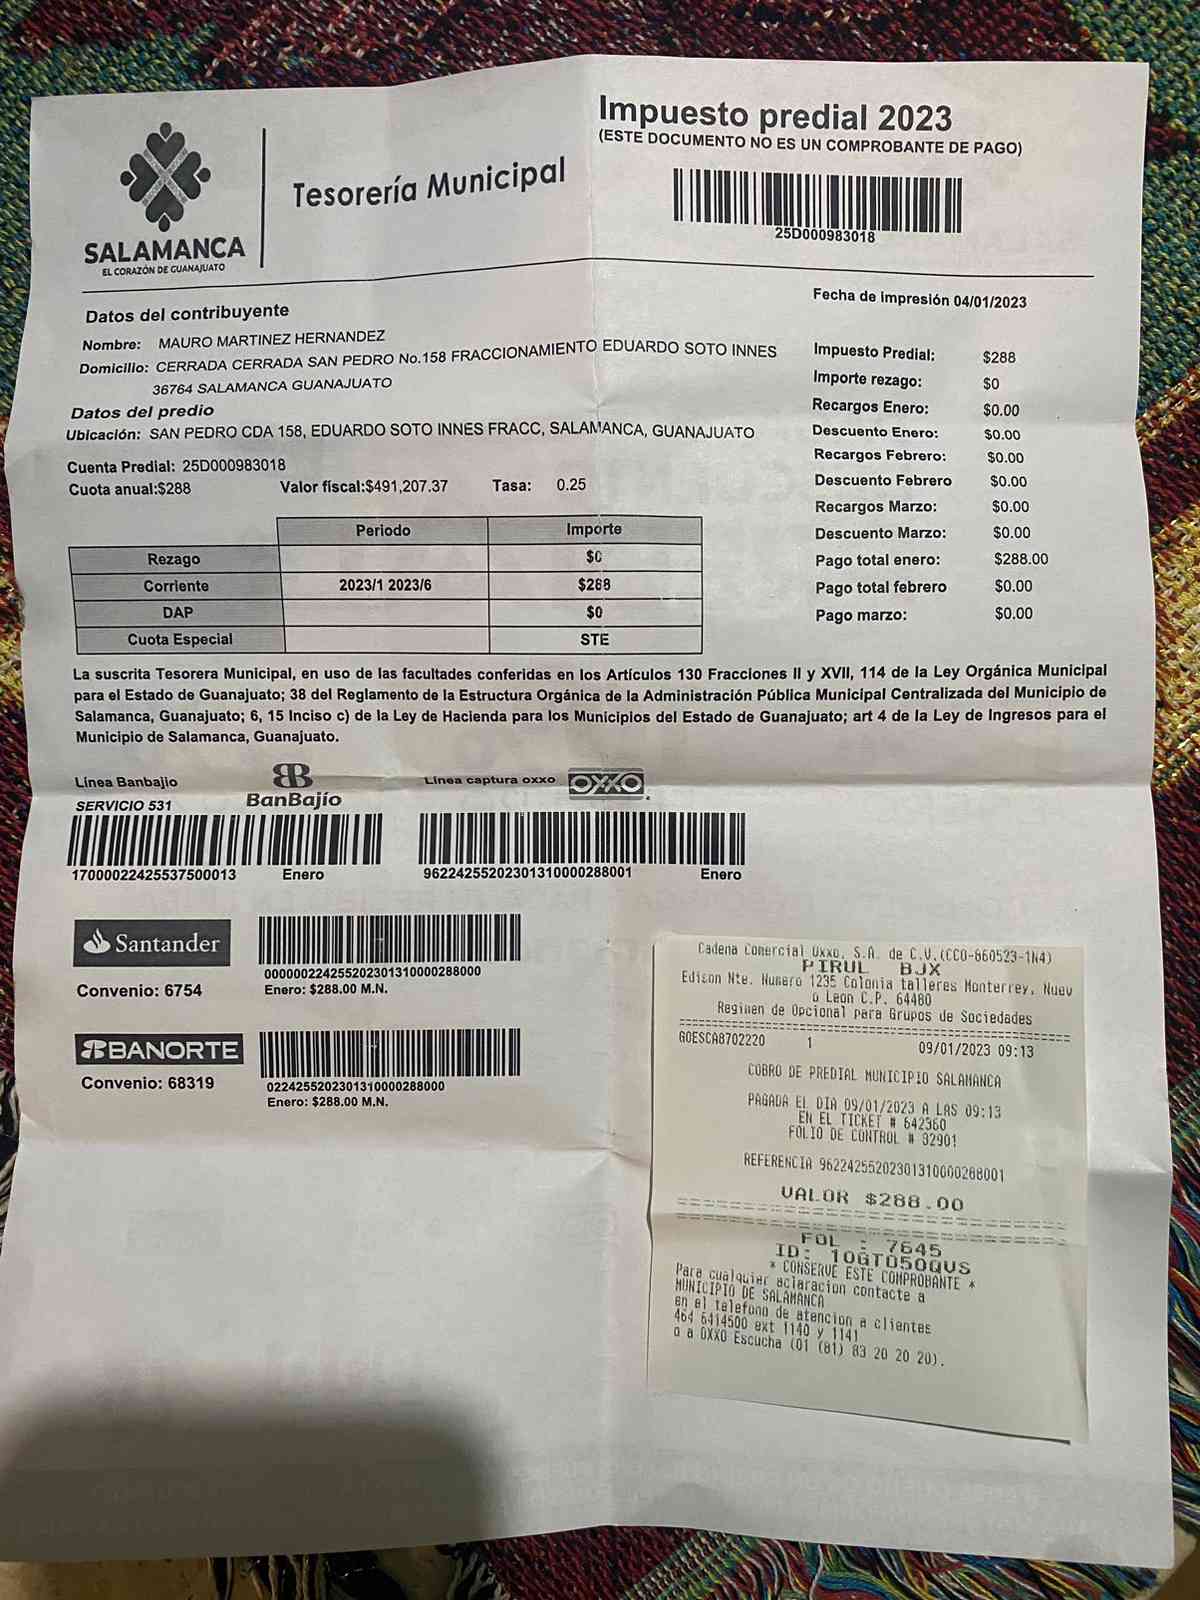 Impuesto predial 2023
(ESTE DOCUMENTO NO ES UN COMPROBANTE DE PAGO)
SALAMANCA
EL CORAZÓN DE GUANAJUATO
Tesorería Municipal
25D000983018
Fecha de impresión 04/01/2023
Datos del contribuyente
Nombre: MAURO MARTINEZ HERNANDEZ
Domicilio: CERRADA CERRADA SAN PEDRO No.158 FRACCIONAMIENTO EDUARDO SOTO INNES
36764 SALAMANCA GUANAJUATO
Datos del predio
Ubicación: SAN PEDRO CDA 158, EDUARDO SOTO INNES FRACC, SALAMANCA, GUANAJUATO
Cuenta Predial: 25D000983018
Cuota anual:$288 Valor fiscal:$491,207.37 Tasa: 0.25
Impuesto Predial: $288
Importe rezago: $0
Recargos Enero: $0.00
Descuento Enero: $0.00
Recargos Febrero: $0.00
Descuento Febrero $0.00
Recargos Marzo: $0.00
Descuento Marzo: $0.00
Pago total enero: $288.00
Pago total febrero $0.00
Pago marzo: $0.00
Periodo Importe
Rezago $0
Corriente 2023/1 2023/6 $288
DAP $0
Cuota Especial STE
La suscrita Tesorera Municipal, en uso de las facultades conferidas en los Artículos 130 Fracciones II y XVII, 114 de la Ley Orgánica Municipal
para el Estado de Guanajuato; 38 del Reglamento de la Estructura Orgánica de la Administración Pública Municipal Centralizada del Municipio de
Salamanca, Guanajuato; 6, 15 Inciso c) de la Ley de Hacienda para los Municipios del Estado de Guanajuato; art 4 de la Ley de Ingresos para el
Municipio de Salamanca, Guanajuato.
Línea Banbajio
SERVICIO 531
BanBajío
17000022425537500013 Enero
Línea captura oxxo
OXXO
96224255202301310000288001 Enero
Santander
Convenio: 6754
000000224255202301310000288000
Enero: $288.00 M.N.
BANORTE
Convenio: 68319
0224255202301310000288000
Enero: $288.00 M.N.
Cadena Comercial Oxxo, S.A. de C.V.(CCO-860523-1N4)
PIRUL BJX
Edison Nte. Numero 1235 Colonia talleres Monterrey, Nuev
o Leon C.P. 64480
Regimen de Opcional para Grupos de Sociedades
GOESCA8702220 1 09/01/2023 09:13
COBRO DE PREDIAL MUNICIPIO SALAMANCA
PAGADA EL DIA 09/01/2023 A LAS 09:13
EN EL TICKET # 642360
FOLIO DE CONTROL # 32901
REFERENCIA 96224255202301310000288001
VALOR $288.00
FOL : 7645
ID: 10GTO50QVS
* CONSERVE ESTE COMPROBANTE *
Para cualquier aclaracion contacte a
MUNICIPIO DE SALAMANCA
en el telefono de atencion a clientes
464 6414500 ext 1140 y 1141
o a OXXO Escucha (01 (81) 83 20 20 20).